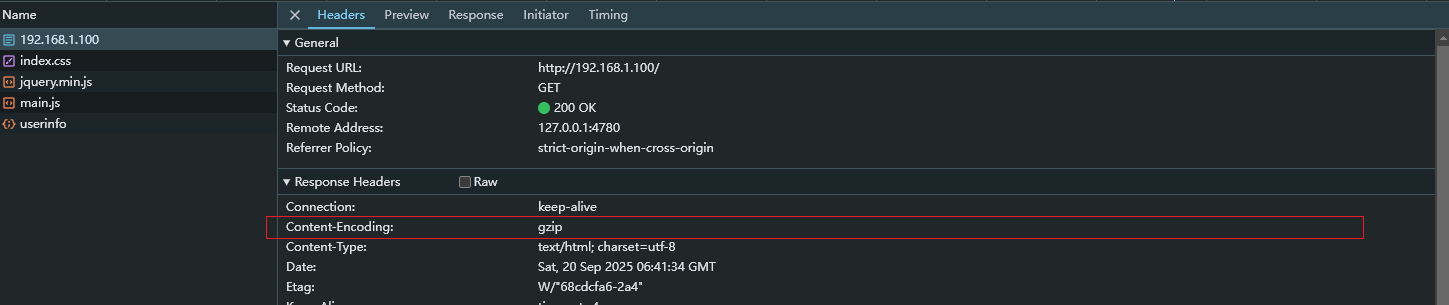 Name
192.168.1.100
index.css
jquery.min.js
main.js
userinfo
Headers Preview Response Initiator Timing
General
Request URL: http://192.168.1.100/
Request Method: GET
Status Code: 200 OK
Remote Address: 127.0.0.1:4780
Referrer Policy: strict-origin-when-cross-origin
Response Headers Raw
Connection: keep-alive
Content-Encoding: gzip
Content-Type: text/html; charset=utf-8
Date: Sat, 20 Sep 2025 06:41:34 GMT
Etag: W/"68cdcfa6-2a4"